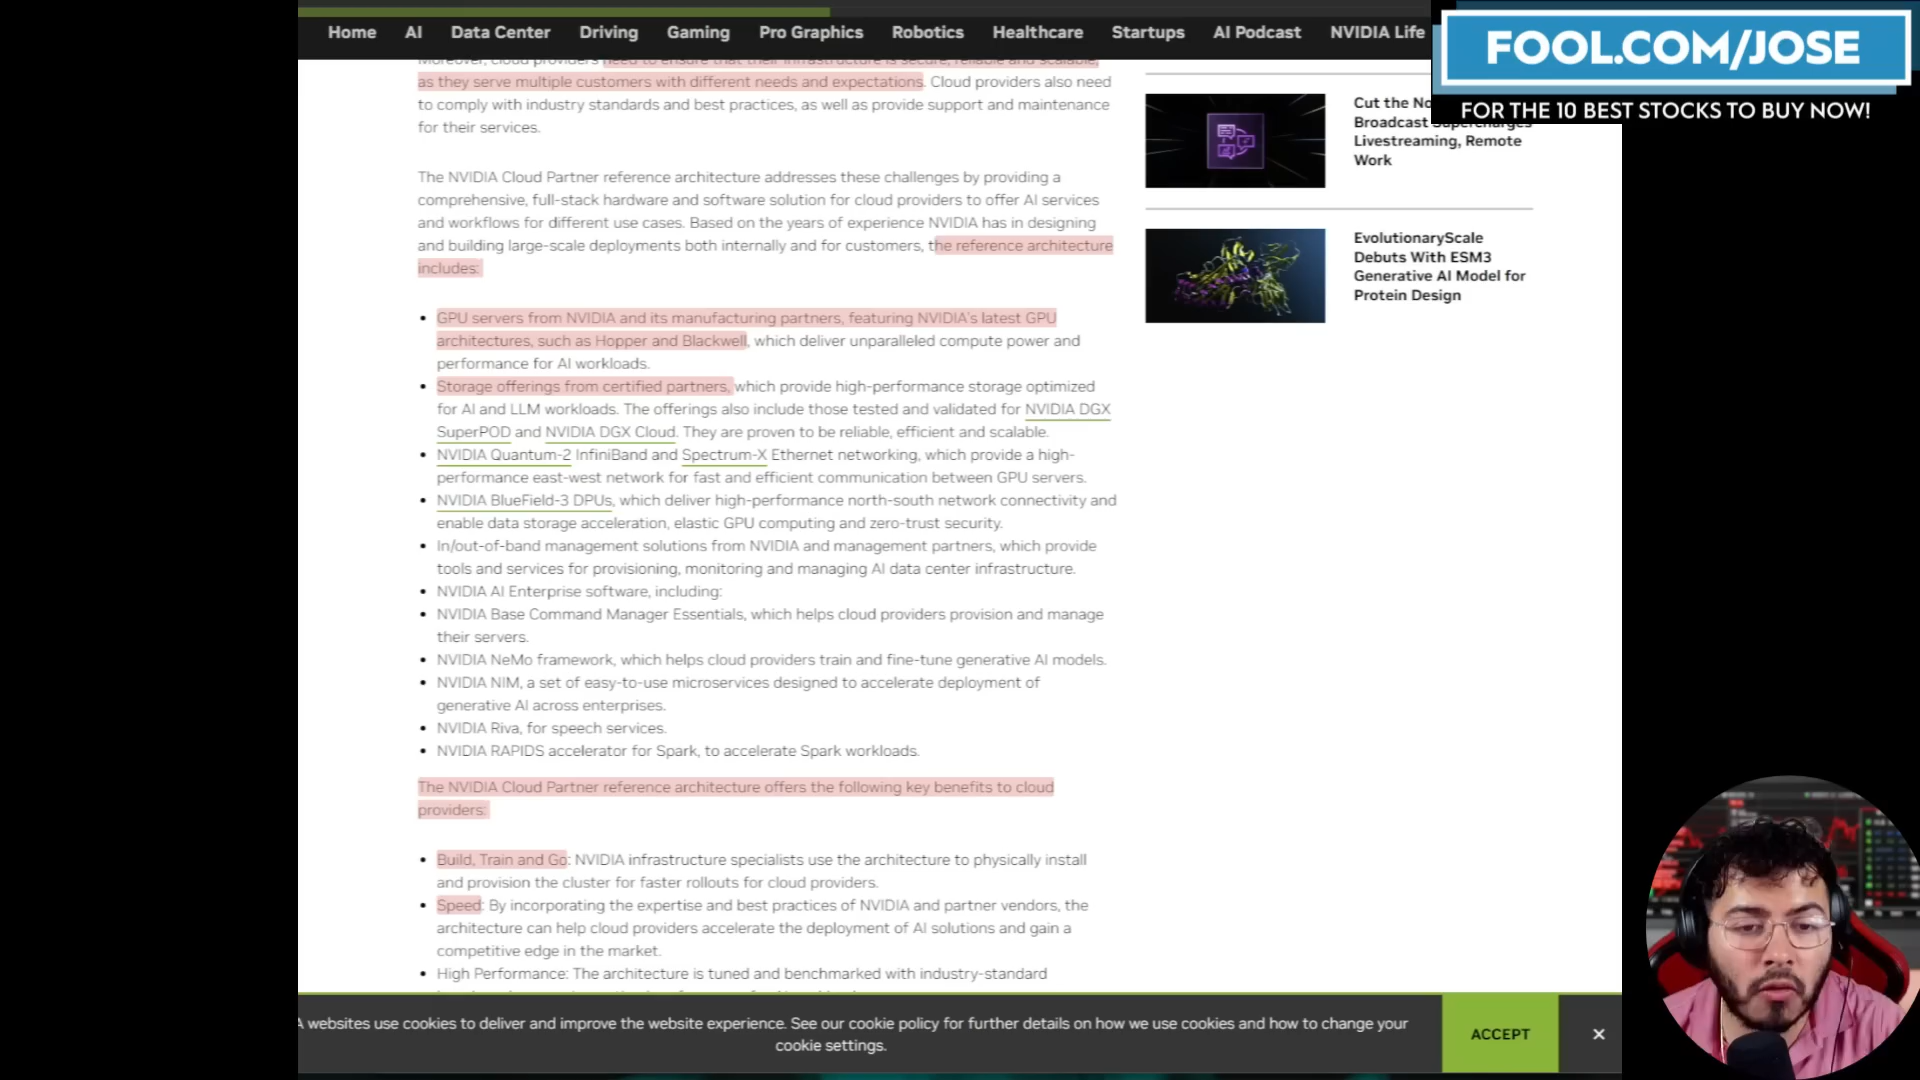 Home AI Data Center Driving Gaming Pro Graphics Robotics Healthcare Startups AI Podcast NVIDIA Life
FOOL.COM/JOSE
FOR THE 10 BEST STOCKS TO BUY NOW!
Moreover, cloud providers need to ensure that their infrastructure is secure, reliable and scalable,
as they serve multiple customers with different needs and expectations. Cloud providers also need
to comply with industry standards and best practices, as well as provide support and maintenance
for their services.
The NVIDIA Cloud Partner reference architecture addresses these challenges by providing a
comprehensive, full-stack hardware and software solution for cloud providers to offer AI services
and workflows for different use cases. Based on the years of experience NVIDIA has in designing
and building large-scale deployments both internally and for customers, the reference architecture
includes:
• GPU servers from NVIDIA and its manufacturing partners, featuring NVIDIA's latest GPU
architectures, such as Hopper and Blackwell, which deliver unparalleled compute power and
performance for AI workloads.
• Storage offerings from certified partners, which provide high-performance storage optimized
for AI and LLM workloads. The offerings also include those tested and validated for NVIDIA DGX
SuperPOD and NVIDIA DGX Cloud. They are proven to be reliable, efficient and scalable.
• NVIDIA Quantum-2 InfiniBand and Spectrum-X Ethernet networking, which provide a high-
performance east-west network for fast and efficient communication between GPU servers.
• NVIDIA BlueField-3 DPUs, which deliver high-performance north-south network connectivity and
enable data storage acceleration, elastic GPU computing and zero-trust security.
• In/out-of-band management solutions from NVIDIA and management partners, which provide
tools and services for provisioning, monitoring and managing AI data center infrastructure.
• NVIDIA AI Enterprise software, including:
• NVIDIA Base Command Manager Essentials, which helps cloud providers provision and manage
their servers.
• NVIDIA NeMo framework, which helps cloud providers train and fine-tune generative AI models.
• NVIDIA NIM, a set of easy-to-use microservices designed to accelerate deployment of
generative AI across enterprises.
• NVIDIA Riva, for speech services.
• NVIDIA RAPIDS accelerator for Spark, to accelerate Spark workloads.
The NVIDIA Cloud Partner reference architecture offers the following key benefits to cloud
providers:
• Build, Train and Go: NVIDIA infrastructure specialists use the architecture to physically install
and provision the cluster for faster rollouts for cloud providers.
• Speed: By incorporating the expertise and best practices of NVIDIA and partner vendors, the
architecture can help cloud providers accelerate the deployment of AI solutions and gain a
competitive edge in the market.
• High Performance: The architecture is tuned and benchmarked with industry-standard
Cut the No
Broadcast Supercharges
Livestreaming, Remote
Work
EvolutionaryScale
Debuts With ESM3
Generative AI Model for
Protein Design
A websites use cookies to deliver and improve the website experience. See our cookie policy for further details on how we use cookies and how to change your
cookie settings.
ACCEPT